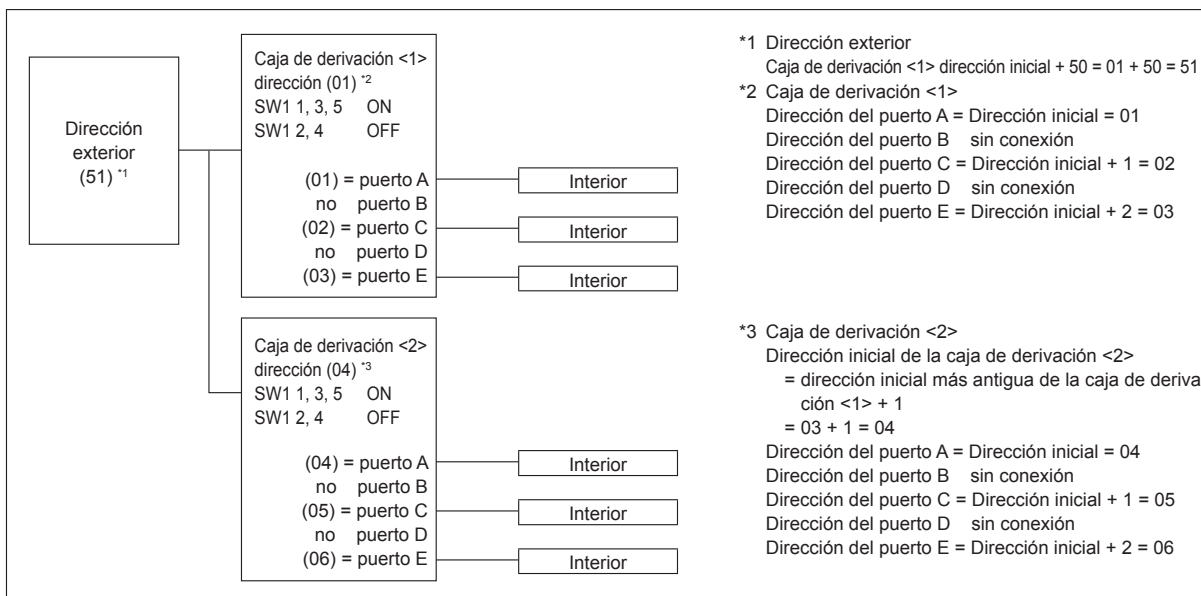 Dirección
exterior
(51) *1
Caja de derivación <1>
dirección (01) *2
SW1 1, 3, 5 ON
SW1 2, 4 OFF
(01) = puerto A
no puerto B
(02) = puerto C
no puerto D
(03) = puerto E
Interior
Interior
Interior
Caja de derivación <2>
dirección (04) *3
SW1 1, 3, 5 ON
SW1 2, 4 OFF
(04) = puerto A
no puerto B
(05) = puerto C
no puerto D
(06) = puerto E
Interior
Interior
Interior
*1 Dirección exterior
Caja de derivación <1> dirección inicial + 50 = 01 + 50 = 51
*2 Caja de derivación <1>
Dirección del puerto A = Dirección inicial = 01
Dirección del puerto B sin conexión
Dirección del puerto C = Dirección inicial + 1 = 02
Dirección del puerto D sin conexión
Dirección del puerto E = Dirección inicial + 2 = 03
*3 Caja de derivación <2>
Dirección inicial de la caja de derivación <2>
= dirección inicial más antigua de la caja de deriva
ción <1> + 1
= 03 + 1 = 04
Dirección del puerto A = Dirección inicial = 04
Dirección del puerto B sin conexión
Dirección del puerto C = Dirección inicial + 1 = 05
Dirección del puerto D sin conexión
Dirección del puerto E = Dirección inicial + 2 = 06